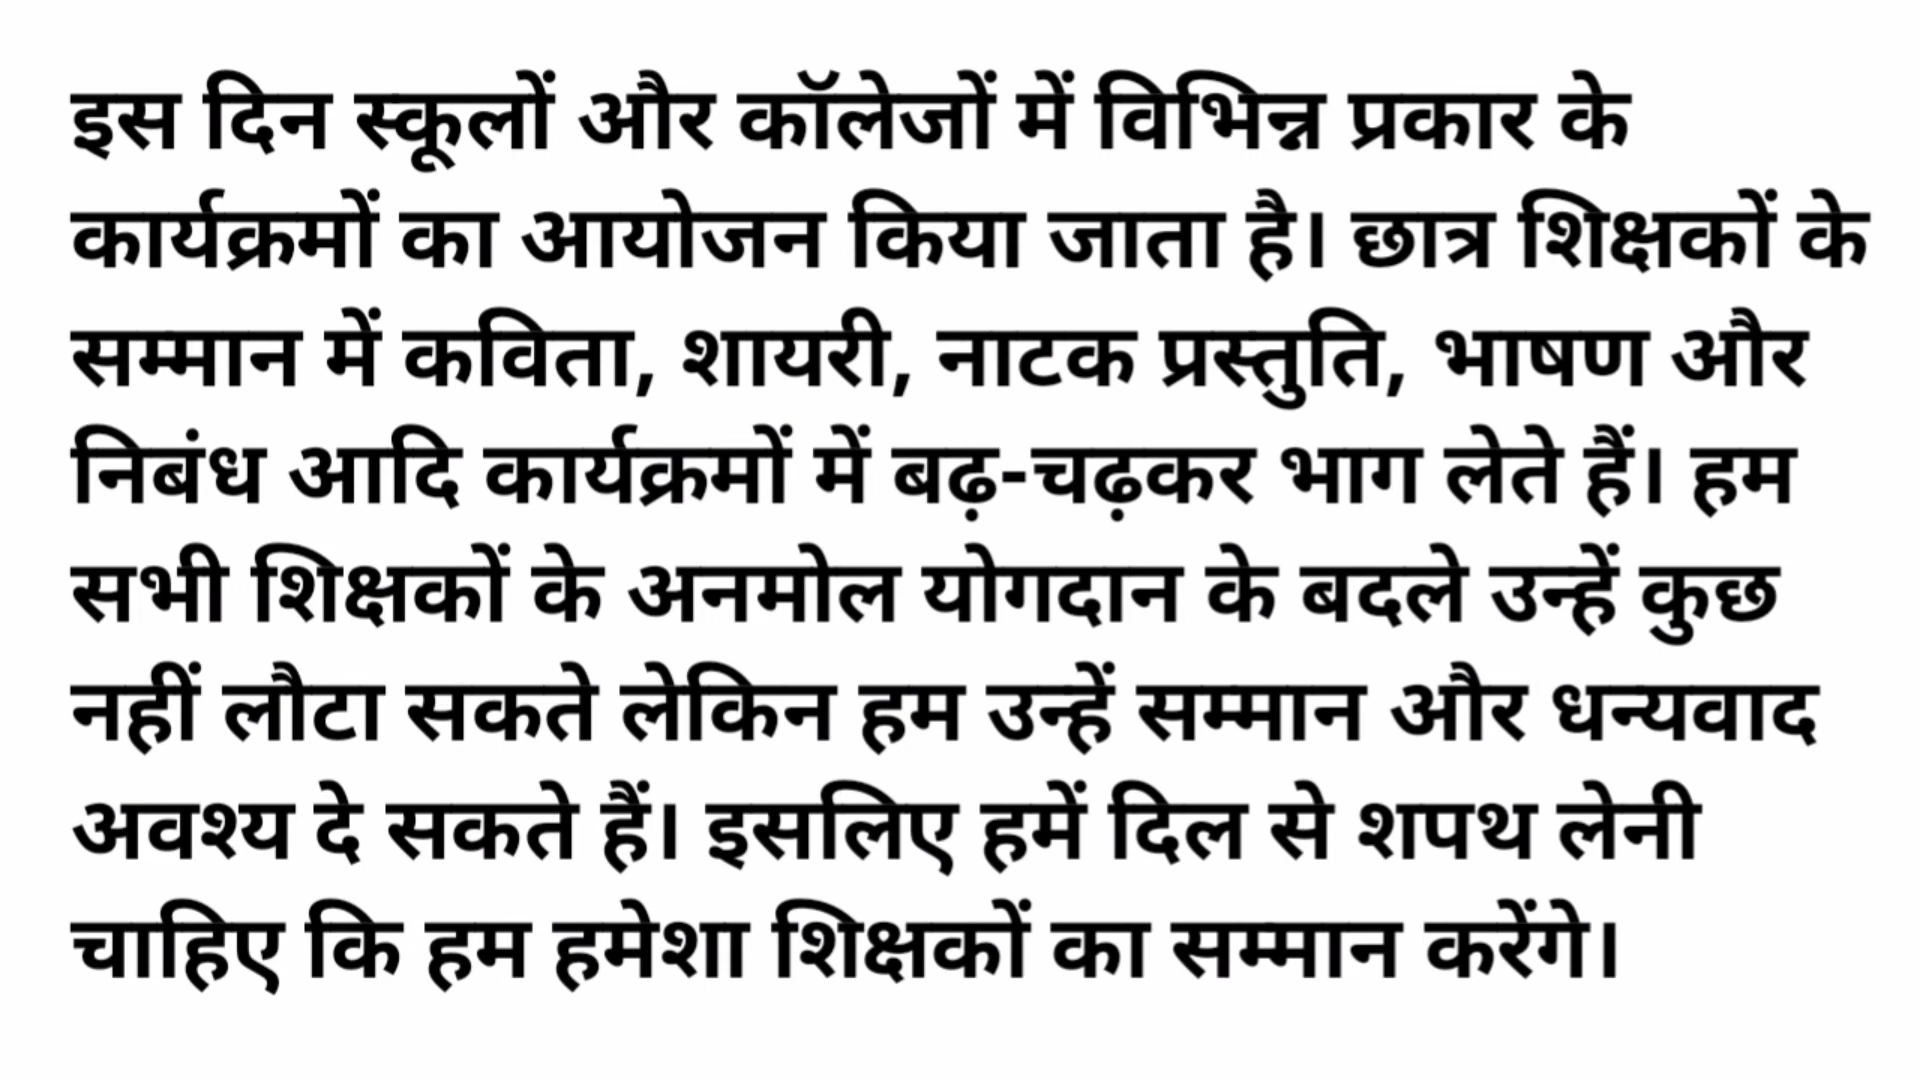 इस दिन स्कूलों और कॉलेजों में विभिन्न प्रकार के
कार्यक्रमों का आयोजन किया जाता है। छात्र शिक्षकों के
सम्मान में कविता, शायरी, नाटक प्रस्तुति, भाषण और
निबंध आदि कार्यक्रमों में बढ़-चढ़कर भाग लेते हैं। हम
सभी शिक्षकों के अनमोल योगदान के बदले उन्हें कुछ
नहीं लौटा सकते लेकिन हम उन्हें सम्मान और धन्यवाद
अवश्य दे सकते हैं। इसलिए हमें दिल से शपथ लेनी
चाहिए कि हम हमेशा शिक्षकों का सम्मान करेंगे।